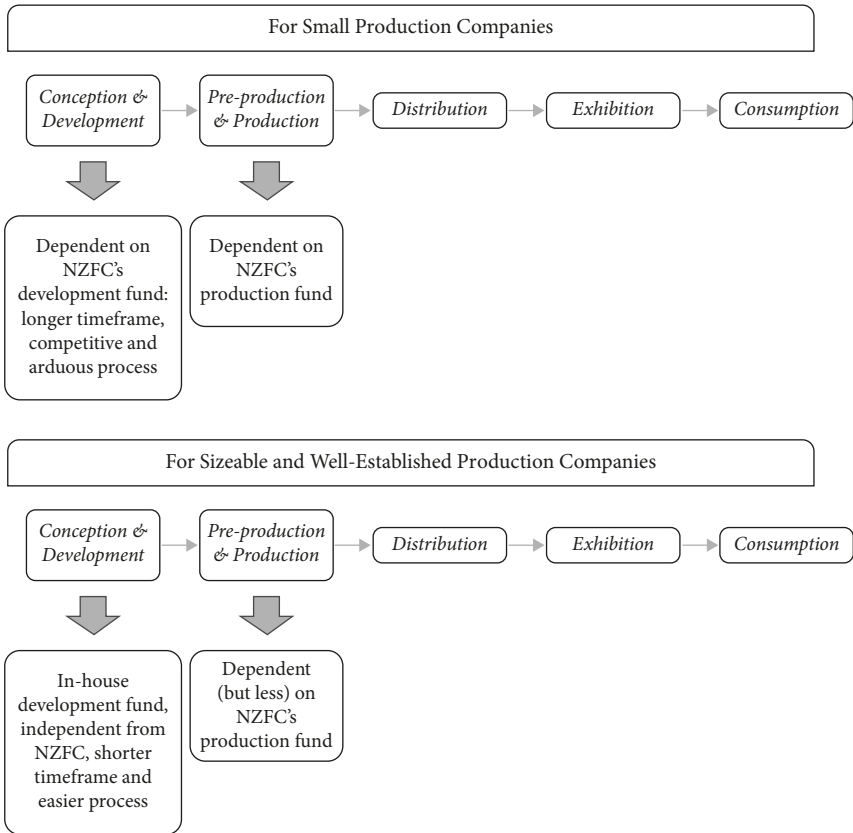 For Small Production Companies
Conception &
Development
Pre-production
& Production
Distribution
Exhibition
Consumption
Dependent on
NZFC's
development fund:
longer timeframe,
competitive and
arduous process
Dependent on
NZFC's
production fund
For Sizeable and Well-Established Production Companies
Conception &
Development
Pre-production
& Production
Distribution
Exhibition
Consumption
In-house
development fund,
independent from
NZFC, shorter
timeframe and
easier process
Dependent
(but less) on
NZFC's
production fund